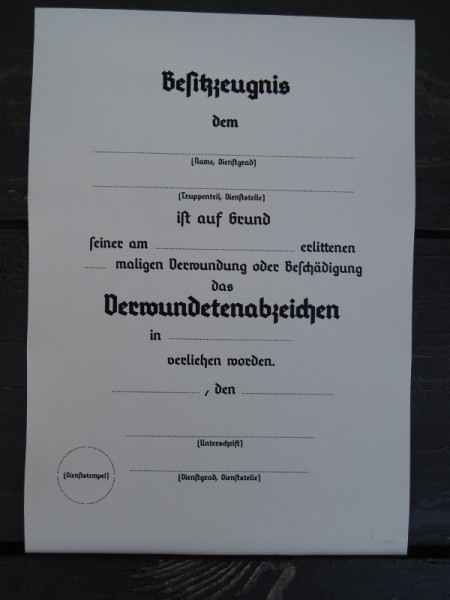 Besitzzeugnis
dem
(Name, Dienstgrad)
(Truppenteil, Dienststelle)
ist auf Grund
seiner am ........ erlittenen
.... maligen Verwundung oder Beschädigung
das
Verwundetenabzeichen
in ........
verliehen worden.
........ , den ........
(Unterschrift)
(Dienstgrad, Dienststelle)
(Dienststempel)